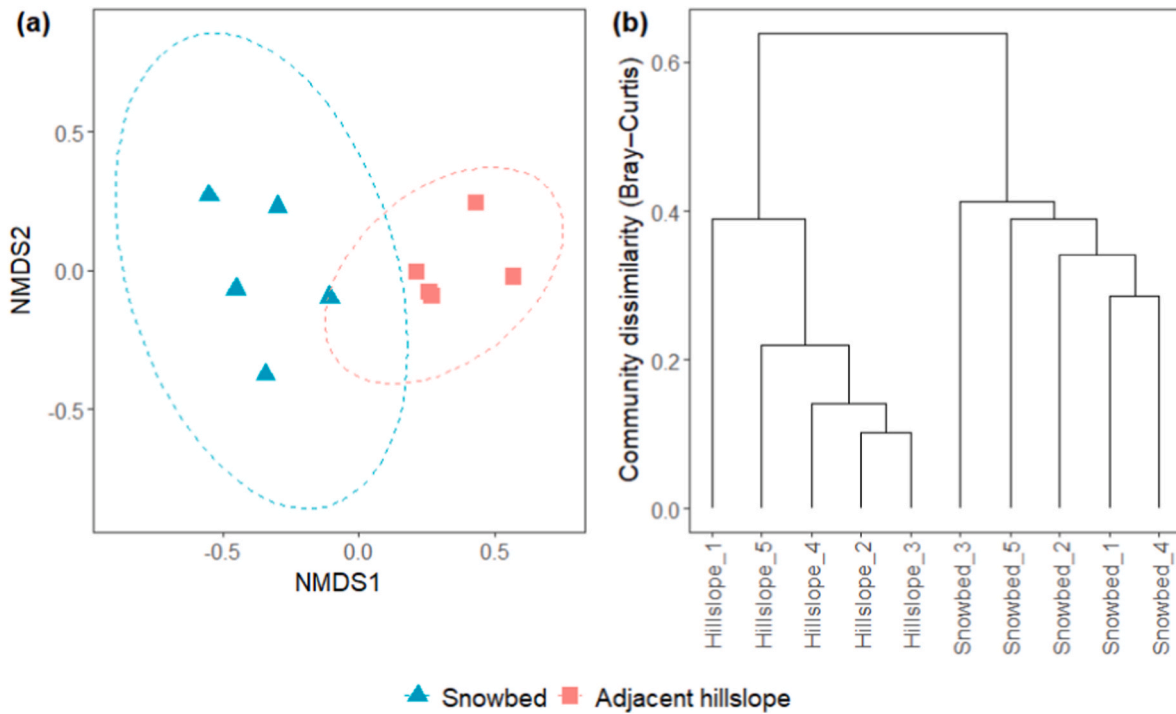 (a)
0.5
0.0
-0.5
NMDS2
-0.5
0.0
0.5
NMDS1
(b)
Community dissimilarity (Bray–Curtis)
0.6
0.4
0.2
0.0
Hillslope_1
Hillslope_5
Hillslope_4
Hillslope_2
Hillslope_3
Snowbed_3
Snowbed_5
Snowbed_2
Snowbed_1
Snowbed_4
Snowbed
Adjacent hillslope